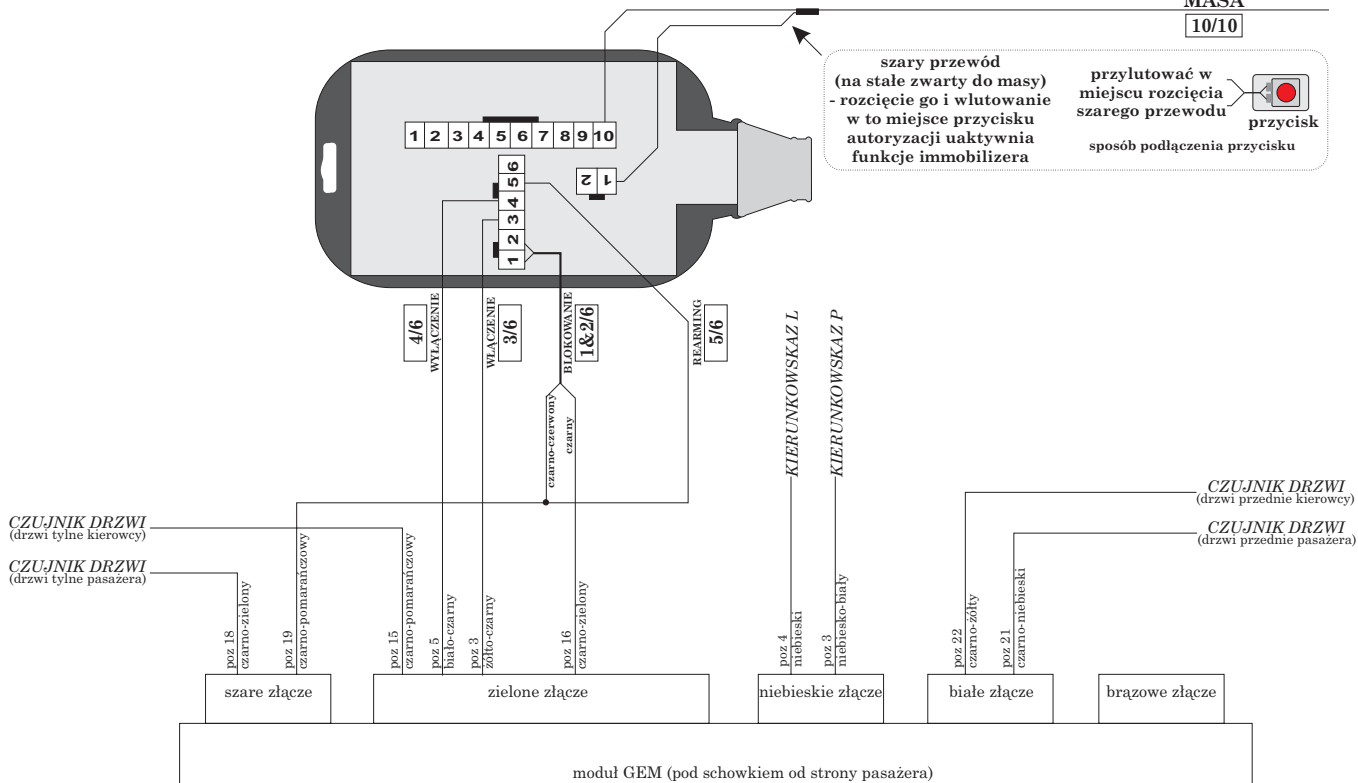 MASA
10/10
szary przewód
(na stałe zwarty do masy)
- rozcięcie go i wlutowanie
w to miejsce przycisku
autoryzacji uaktywnia
funkcje immobilizera
przylutować w
miejscu rozcięcia
szarego przewodu
przycisk
sposób podłączenia przycisku
1 2 3 4 5 6 7 8 9 10
1 2 3 4 5 6
2 1
4/6
WYŁĄCZENIE
WŁĄCZENIE
3/6
BLOKOWANIE
1&2/6
REARMING
5/6
KIERUNKOWSKAZ L
KIERUNKOWSKAZ P
czarno-czerwony
czarny
CZUJNIK DRZWI
(drzwi tylne kierowcy)
CZUJNIK DRZWI
(drzwi tylne pasażera)
CZUJNIK DRZWI
(drzwi przednie kierowcy)
CZUJNIK DRZWI
(drzwi przednie pasażera)
poz 18
czarno-zielony
poz 19
czarno-pomarańczowy
poz 15
czarno-pomarańczowy
poz 5
biało-czarny
poz 3
żółto-czarny
poz 16
czarno-zielony
poz 4
niebieski
poz 3
niebiesko-biały
poz 22
czarno-żółty
poz 21
czarno-niebieski
szare złącze
zielone złącze
niebieskie złącze
białe złącze
brązowe złącze
moduł GEM (pod schowkiem od strony pasażera)